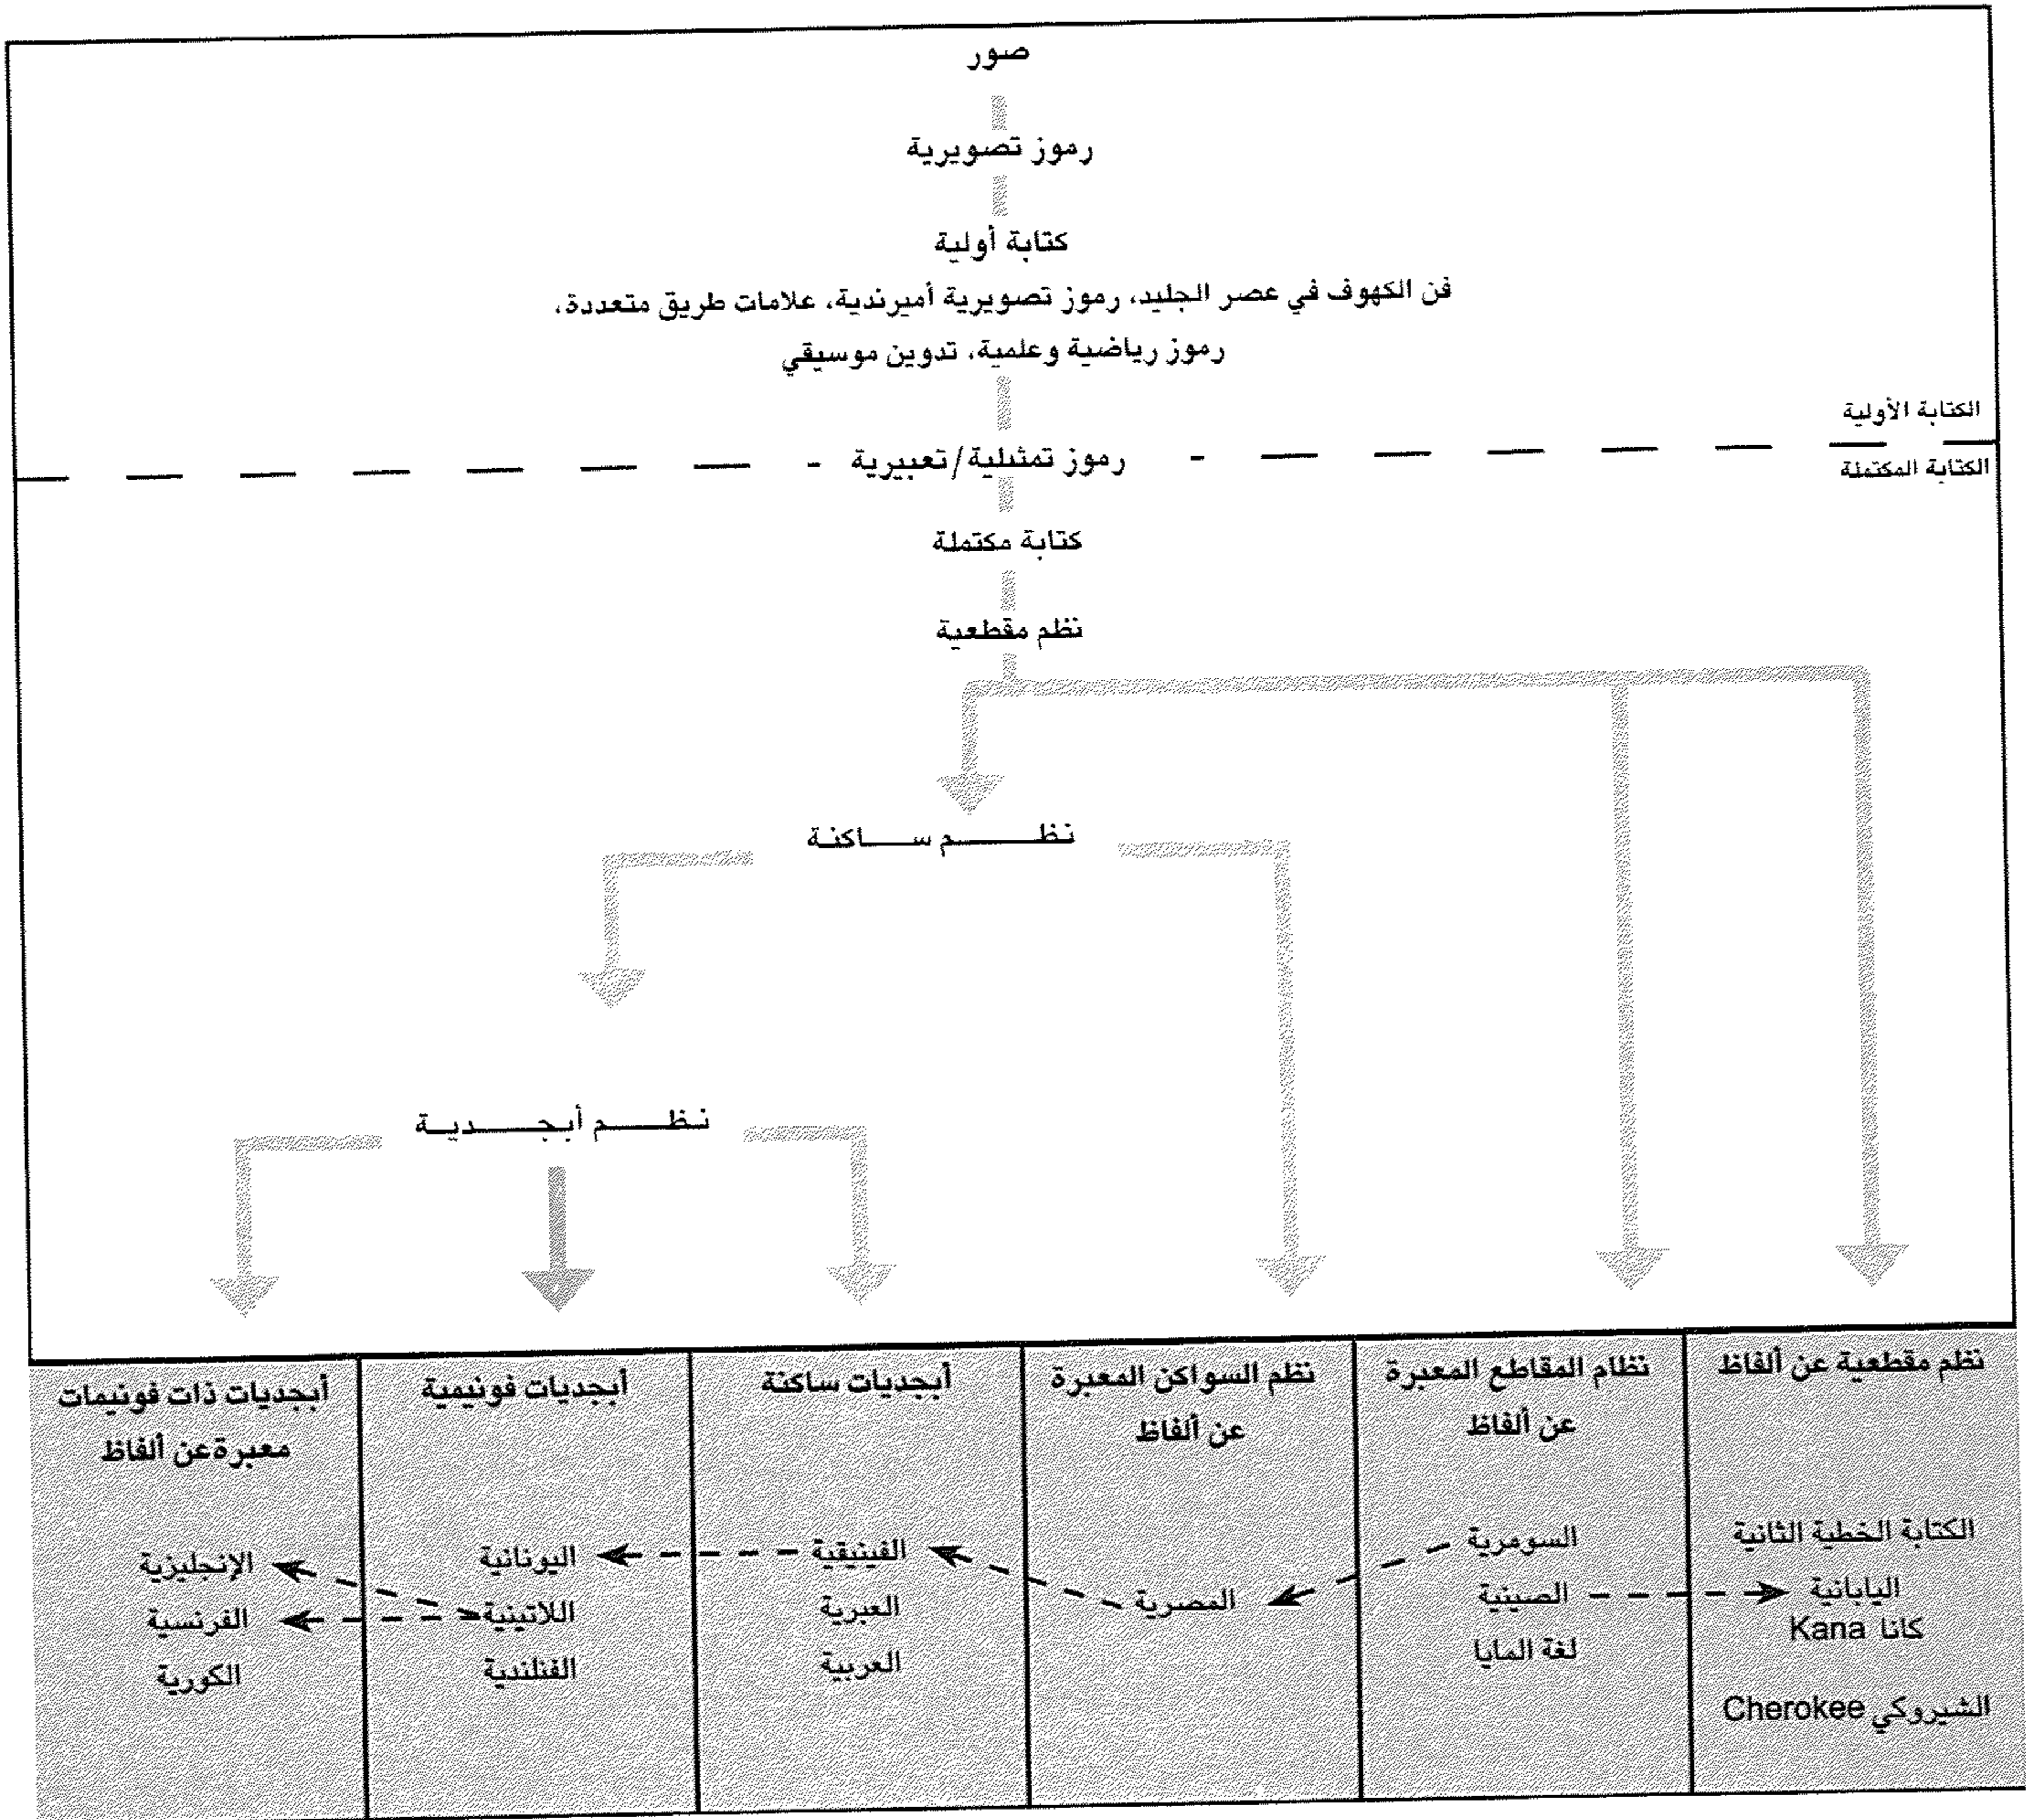 صور
رموز تصويرية
كتابة أولية
فن الكهوف في عصر الجليد، رموز تصويرية أميرندية، علامات طريق متعددة،
رموز رياضية وعلمية، تدوين موسيقي
الكتابة الأولية
رموز تمثيلية/تعبيرية
الكتابة المكتملة
كتابة مكتملة
نظم مقطعية
نظم ساكنة
نظم أبجدية
نظم مقطعية عن ألفاظ
الكتابة الخطية الثانية
اليابانية
كانا Kana
الشيروكي Cherokee
نظام المقاطع المعبرة
عن ألفاظ
السومرية
الصينية
لغة المايا
نظم السواكن المعبرة
عن ألفاظ
المصرية
أبجديات ساكنة
الفينيقية
العبرية
العربية
أبجديات فونيمية
اليونانية
اللاتينية
الفنلندية
أبجديات ذات فونيمات
معبرة عن ألفاظ
الإنجليزية
الفرنسية
الكورية